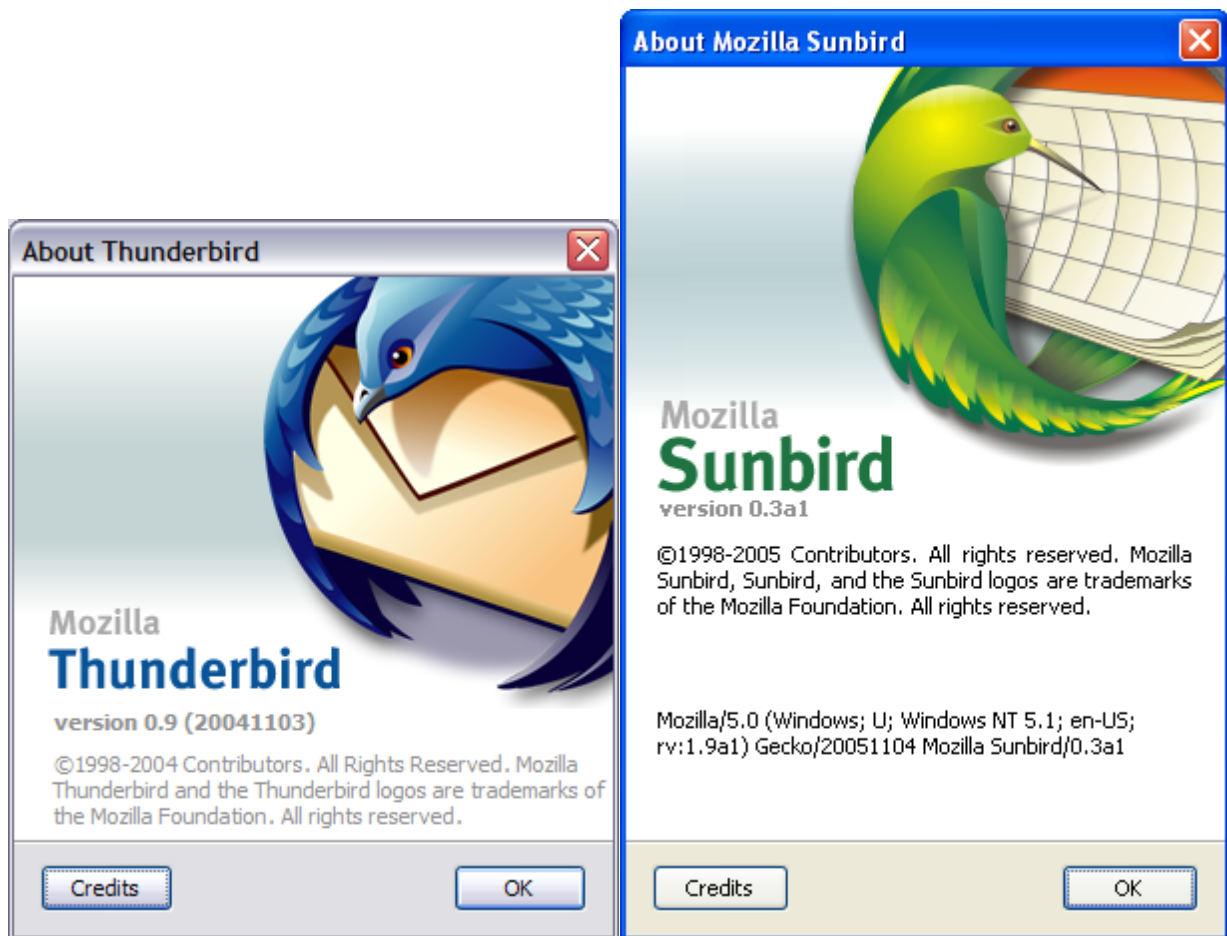 About Thunderbird
Mozilla
Thunderbird
version 0.9 (20041103)
©1998-2004 Contributors. All Rights Reserved. Mozilla
Thunderbird and the Thunderbird logos are trademarks of
the Mozilla Foundation. All rights reserved.
Credits
OK
About Mozilla Sunbird
Mozilla
Sunbird
version 0.3a1
©1998-2005 Contributors. All rights reserved. Mozilla
Sunbird, Sunbird, and the Sunbird logos are trademarks
of the Mozilla Foundation. All rights reserved.
Mozilla/5.0 (Windows; U; Windows NT 5.1; en-US;
rv:1.9a1) Gecko/20051104 Mozilla Sunbird/0.3a1
Credits
OK